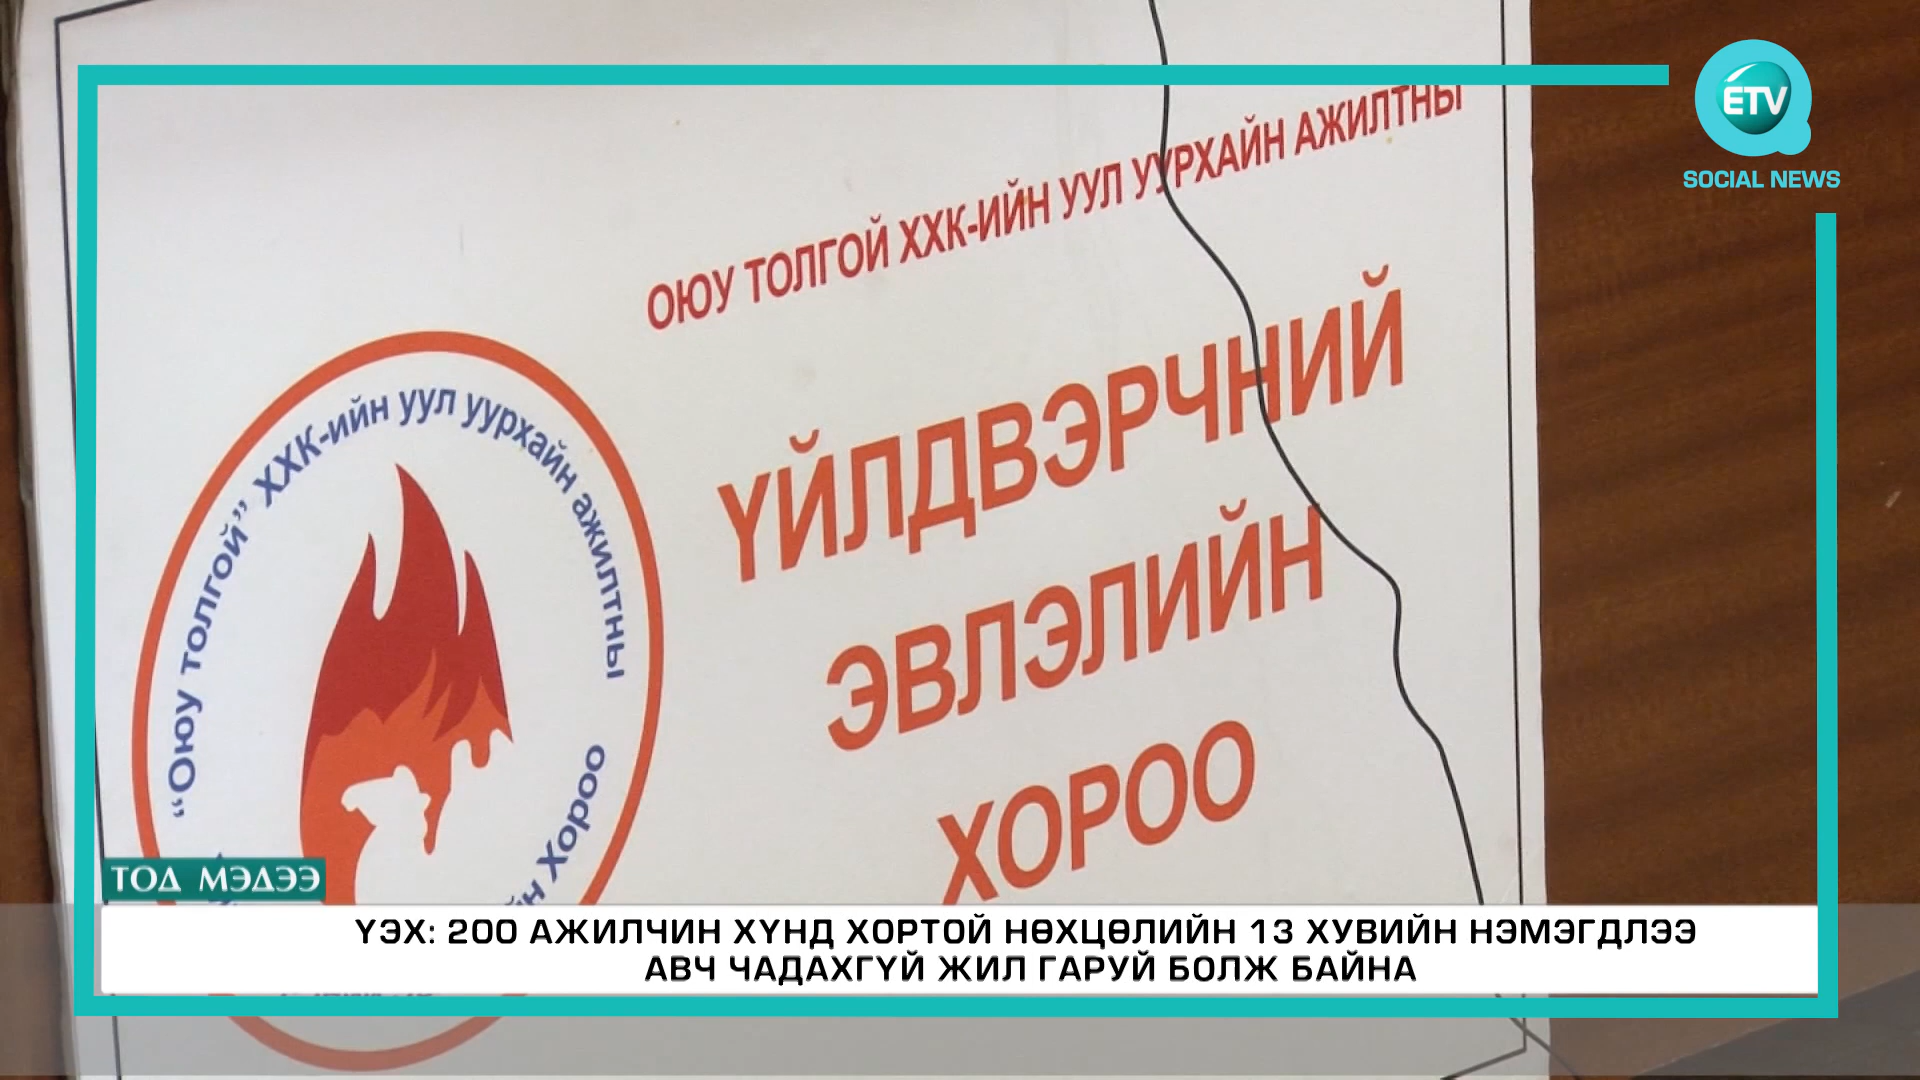 ETV
SOCIAL NEWS
ОЮУ ТОЛГОЙ ХХК-ИЙН УУЛ УУРХАЙН АЖИЛТНЫ
ҮЙЛДВЭРЧНИЙ
ЭВЛЭЛИЙН
ХОРОО
"Оюу толгой" ХХК-ийн уул уурхайн ажилтны
йн Хороо
ТОД МЭДЭЭ
ҮЭХ: 200 АЖИЛЧИН ХҮНД ХОРТОЙ НӨХЦӨЛИЙН 13 ХУВИЙН НЭМЭГДЛЭЭ
АВЧ ЧАДАХГҮЙ ЖИЛ ГАРУЙ БОЛЖ БАЙНА